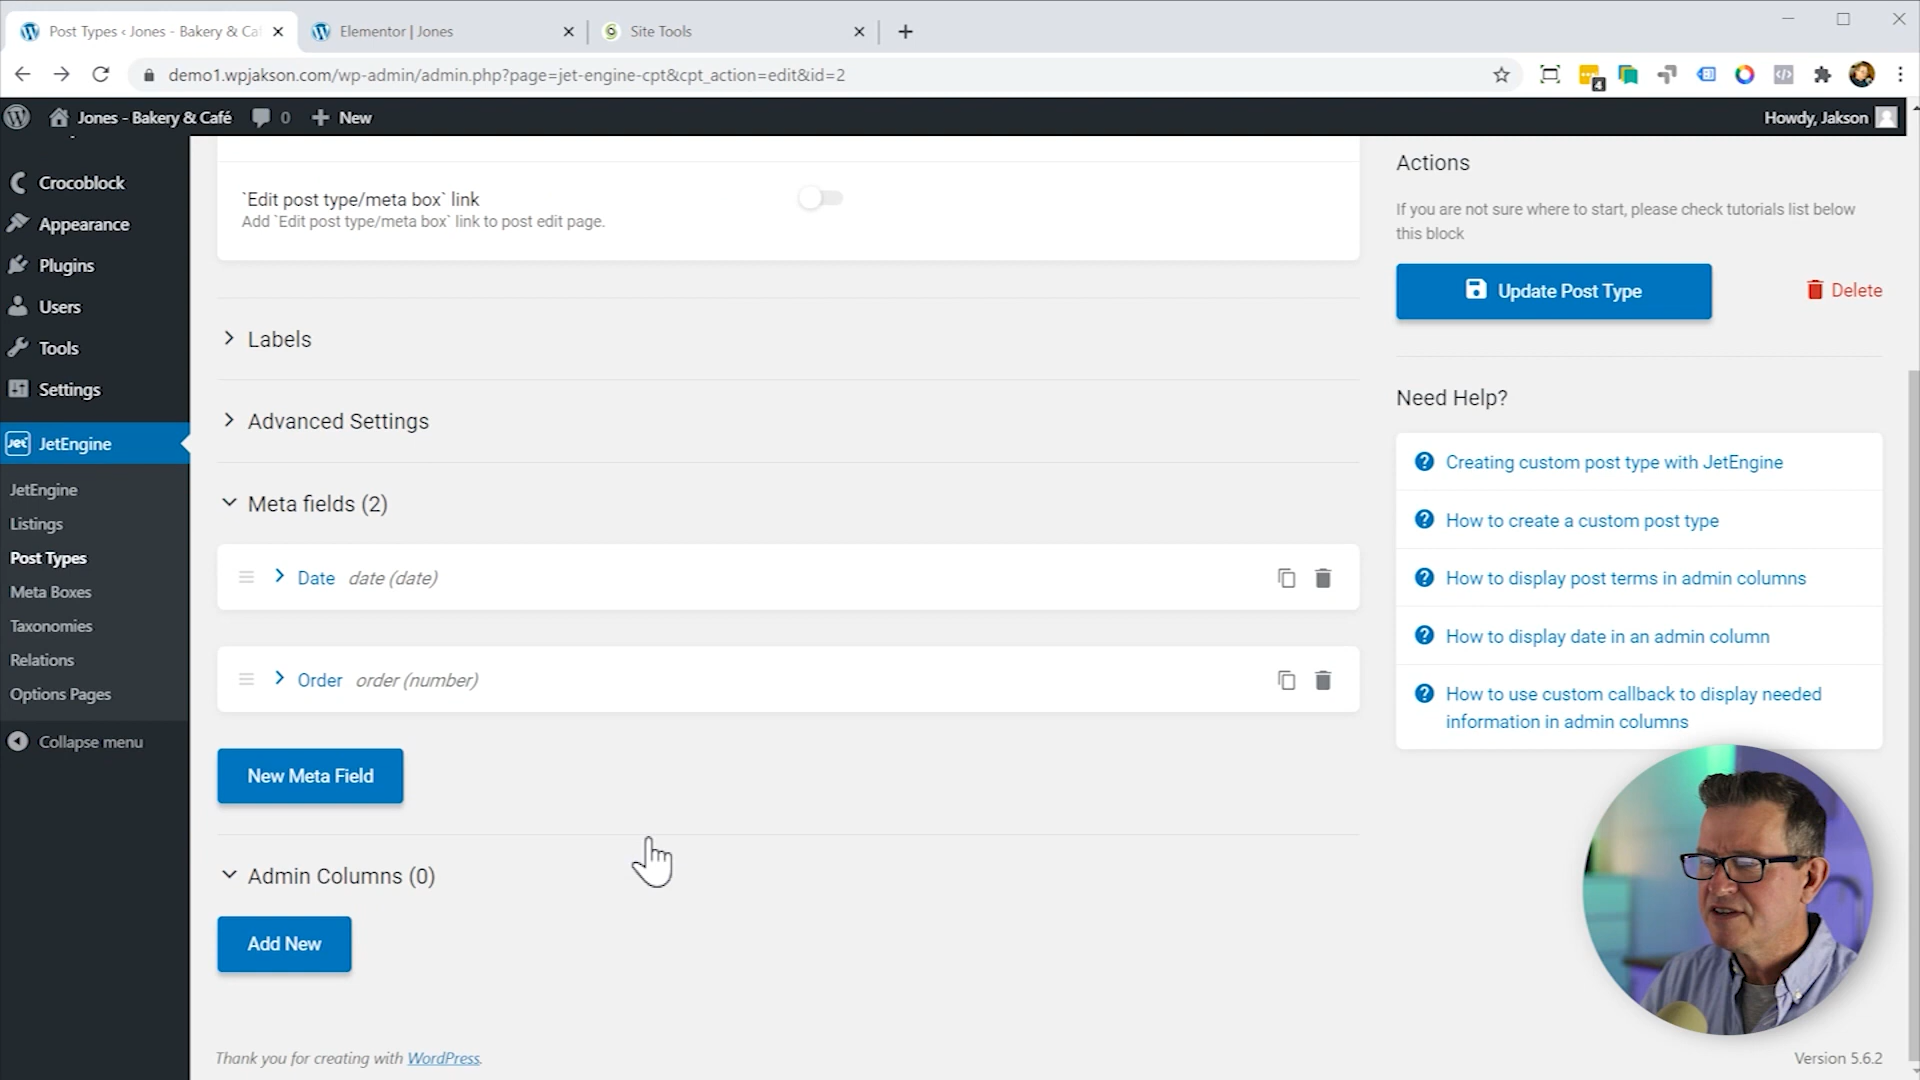 Post Types ‹ Jones - Bakery & Ca
Elementor | Jones
Site Tools
demo1.wpjakson.com/wp-admin/admin.php?page=jet-engine-cpt&cpt_action=edit&id=2
4
Jones - Bakery & Café
0
New
Howdy, Jakson
Crocoblock
Appearance
Plugins
Users
Tools
Settings
Jet
JetEngine
JetEngine
Listings
Post Types
Meta Boxes
Taxonomies
Relations
Options Pages
Collapse menu
`Edit post type/meta box` link
Add `Edit post type/meta box` link to post edit page.
Labels
Advanced Settings
Meta fields (2)
Date date (date)
Order order (number)
New Meta Field
Admin Columns (0)
Add New
Thank you for creating with WordPress.
Actions
If you are not sure where to start, please check tutorials list below
this block
Update Post Type
Delete
Need Help?
Creating custom post type with JetEngine
How to create a custom post type
How to display post terms in admin columns
How to display date in an admin column
How to use custom callback to display needed
information in admin columns
Version 5.6.2